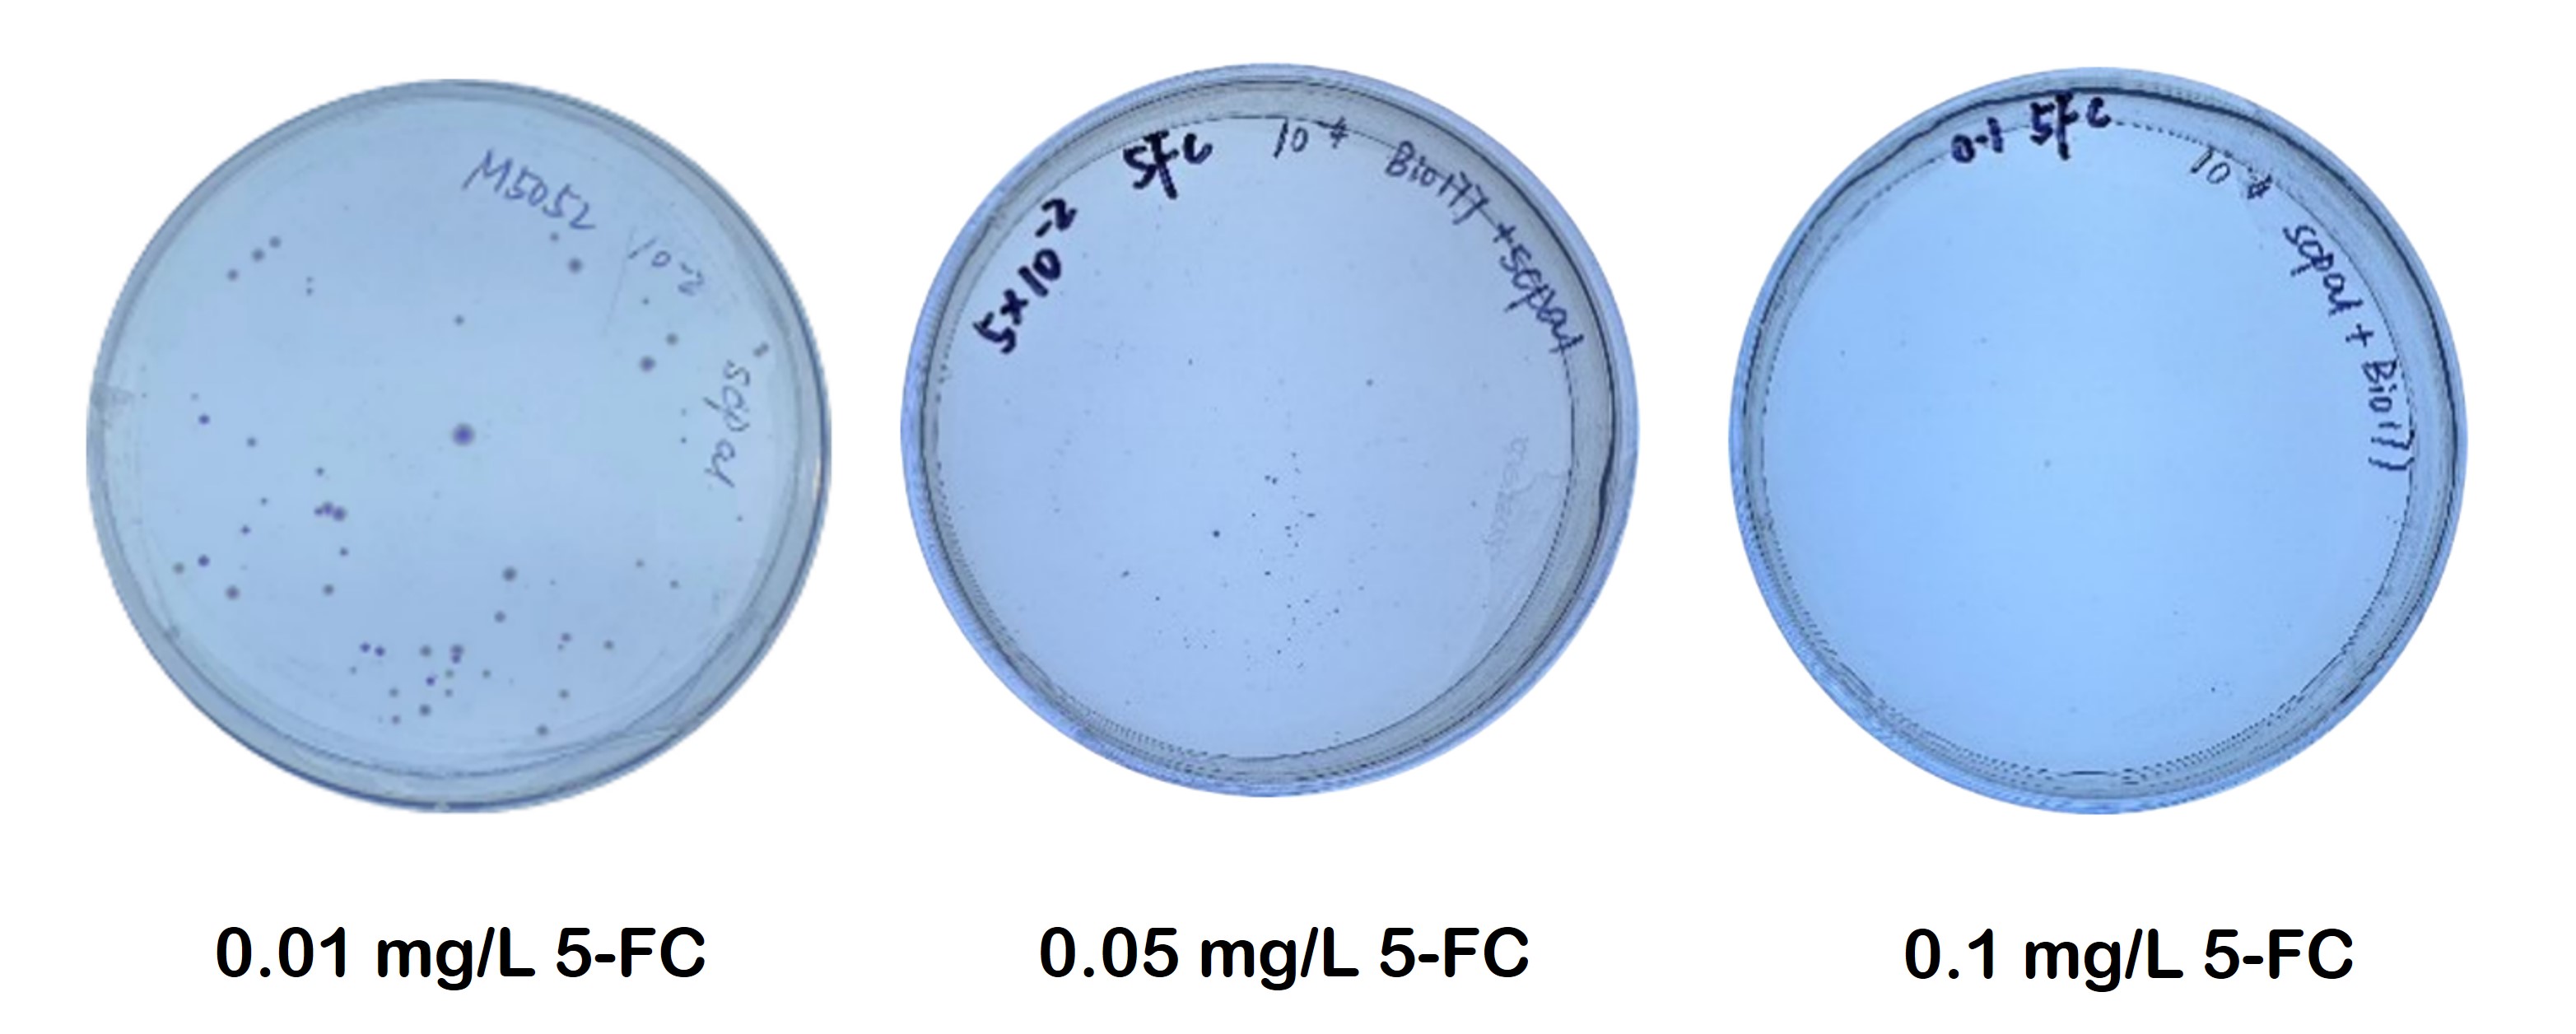 M5052
10-2
scpal
5×10-2
5FC
10-4
Bio177 +scpal
0.1 5FC
10-4
scpal + Bio177
0.01 mg/L 5-FC
0.05 mg/L 5-FC
0.1 mg/L 5-FC